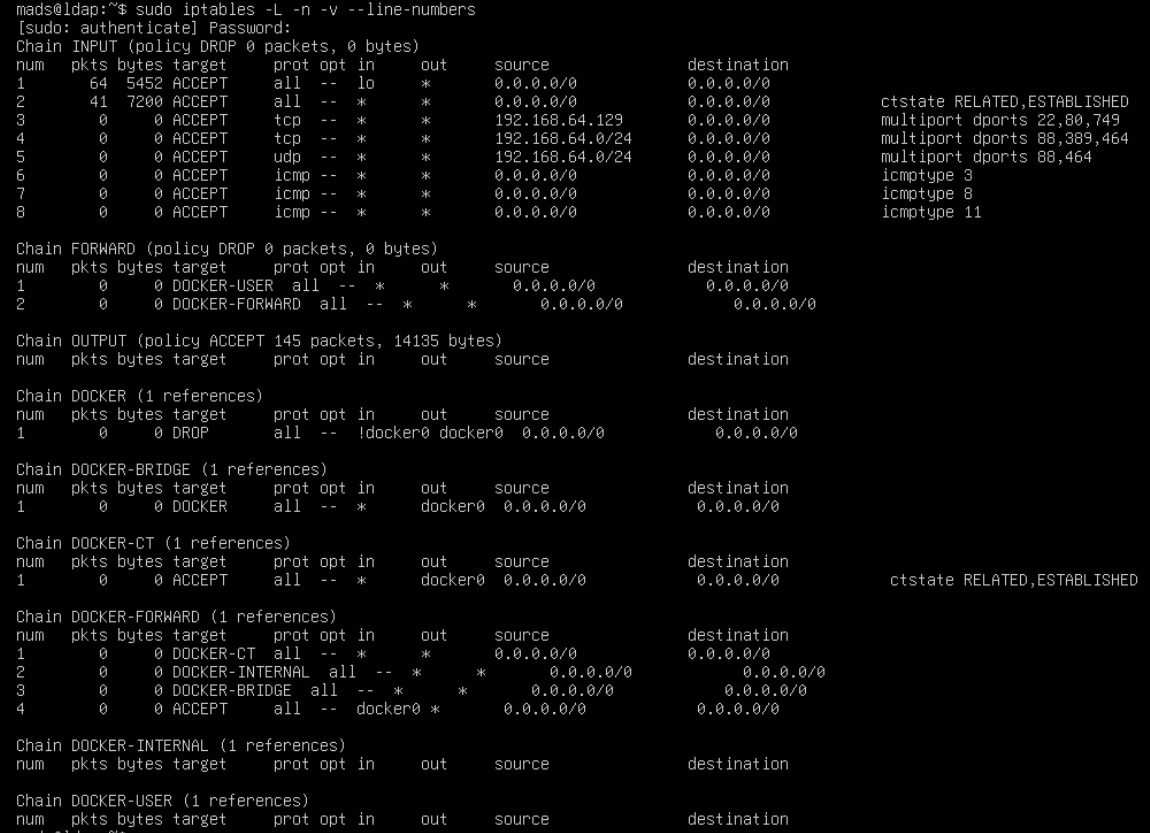 mads@ldap:~$ sudo iptables -L -n -v --line-numbers
[sudo: authenticate] Password:
Chain INPUT (policy DROP 0 packets, 0 bytes)
num   pkts bytes target     prot opt in     out     source               destination
1       64  5452 ACCEPT     all  --  lo     *       0.0.0.0/0            0.0.0.0/0
2       41  7200 ACCEPT     all  --  *      *       0.0.0.0/0            0.0.0.0/0            ctstate RELATED,ESTABLISHED
3        0     0 ACCEPT     tcp  --  *      *       192.168.64.129       0.0.0.0/0            multiport dports 22,80,749
4        0     0 ACCEPT     tcp  --  *      *       192.168.64.0/24      0.0.0.0/0            multiport dports 88,389,464
5        0     0 ACCEPT     udp  --  *      *       192.168.64.0/24      0.0.0.0/0            multiport dports 88,464
6        0     0 ACCEPT     icmp --  *      *       0.0.0.0/0            0.0.0.0/0            icmptype 3
7        0     0 ACCEPT     icmp --  *      *       0.0.0.0/0            0.0.0.0/0            icmptype 8
8        0     0 ACCEPT     icmp --  *      *       0.0.0.0/0            0.0.0.0/0            icmptype 11
Chain FORWARD (policy DROP 0 packets, 0 bytes)
num   pkts bytes target     prot opt in     out     source               destination
1        0     0 DOCKER-USER  all  --  *      *       0.0.0.0/0            0.0.0.0/0
2        0     0 DOCKER-FORWARD  all  --  *      *       0.0.0.0/0            0.0.0.0/0
Chain OUTPUT (policy ACCEPT 145 packets, 14135 bytes)
num   pkts bytes target     prot opt in     out     source               destination
Chain DOCKER (1 references)
num   pkts bytes target     prot opt in     out     source               destination
1        0     0 DROP       all  --  !docker0 docker0  0.0.0.0/0            0.0.0.0/0
Chain DOCKER-BRIDGE (1 references)
num   pkts bytes target     prot opt in     out     source               destination
1        0     0 DOCKER     all  --  *      docker0  0.0.0.0/0            0.0.0.0/0
Chain DOCKER-CT (1 references)
num   pkts bytes target     prot opt in     out     source               destination
1        0     0 ACCEPT     all  --  *      docker0  0.0.0.0/0            0.0.0.0/0            ctstate RELATED,ESTABLISHED
Chain DOCKER-FORWARD (1 references)
num   pkts bytes target     prot opt in     out     source               destination
1        0     0 DOCKER-CT  all  --  *      *       0.0.0.0/0            0.0.0.0/0
2        0     0 DOCKER-INTERNAL  all  --  *      *       0.0.0.0/0            0.0.0.0/0
3        0     0 DOCKER-BRIDGE  all  --  *      *       0.0.0.0/0            0.0.0.0/0
4        0     0 ACCEPT     all  --  docker0 *       0.0.0.0/0            0.0.0.0/0
Chain DOCKER-INTERNAL (1 references)
num   pkts bytes target     prot opt in     out     source               destination
Chain DOCKER-USER (1 references)
num   pkts bytes target     prot opt in     out     source               destination